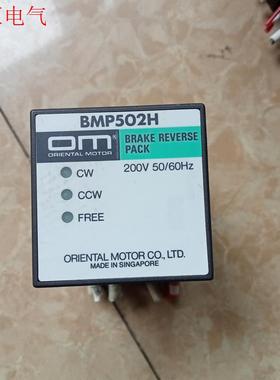 电气
BMP502H
OM
ORIENTAL MOTOR
BRAKE REVERSE
PACK
200V 50/60Hz
CW
CCW
FREE
ORIENTAL MOTOR CO., LTD.
MADE IN SINGAPORE